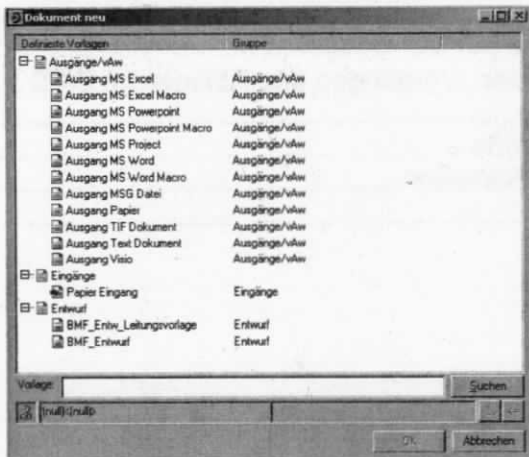 Dokument neu
Definierte Vorlagen Gruppe
Ausgänge/vAw
Ausgang MS Excel Ausgänge/vAw
Ausgang MS Excel Macro Ausgänge/vAw
Ausgang MS Powerpoint Ausgänge/vAw
Ausgang MS Powerpoint Macro Ausgänge/vAw
Ausgang MS Project Ausgänge/vAw
Ausgang MS Word Ausgänge/vAw
Ausgang MS Word Macro Ausgänge/vAw
Ausgang MSG Datei Ausgänge/vAw
Ausgang Papier Ausgänge/vAw
Ausgang TIF Dokument Ausgänge/vAw
Ausgang Text Dokument Ausgänge/vAw
Ausgang Visio Ausgänge/vAw
Eingänge
Papier Eingang Eingänge
Entwurf
BMF_Entw_Leitungsvorlage Entwurf
BMF_Entwurf Entwurf
Vorlage: Suchen
OK Abbrechen